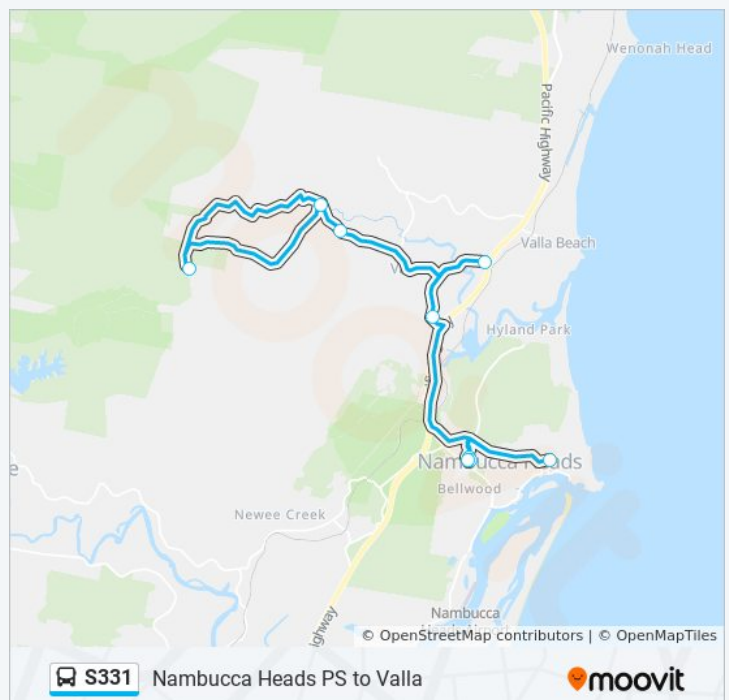 Wenonah Head
Pacific Highway
Valla Beach
Hyland Park
Nambucca Heads
Bellwood
Newee Creek
Nambucca
© OpenStreetMap contributors | © OpenMapTiles
S331 Nambucca Heads PS to Valla
moovit